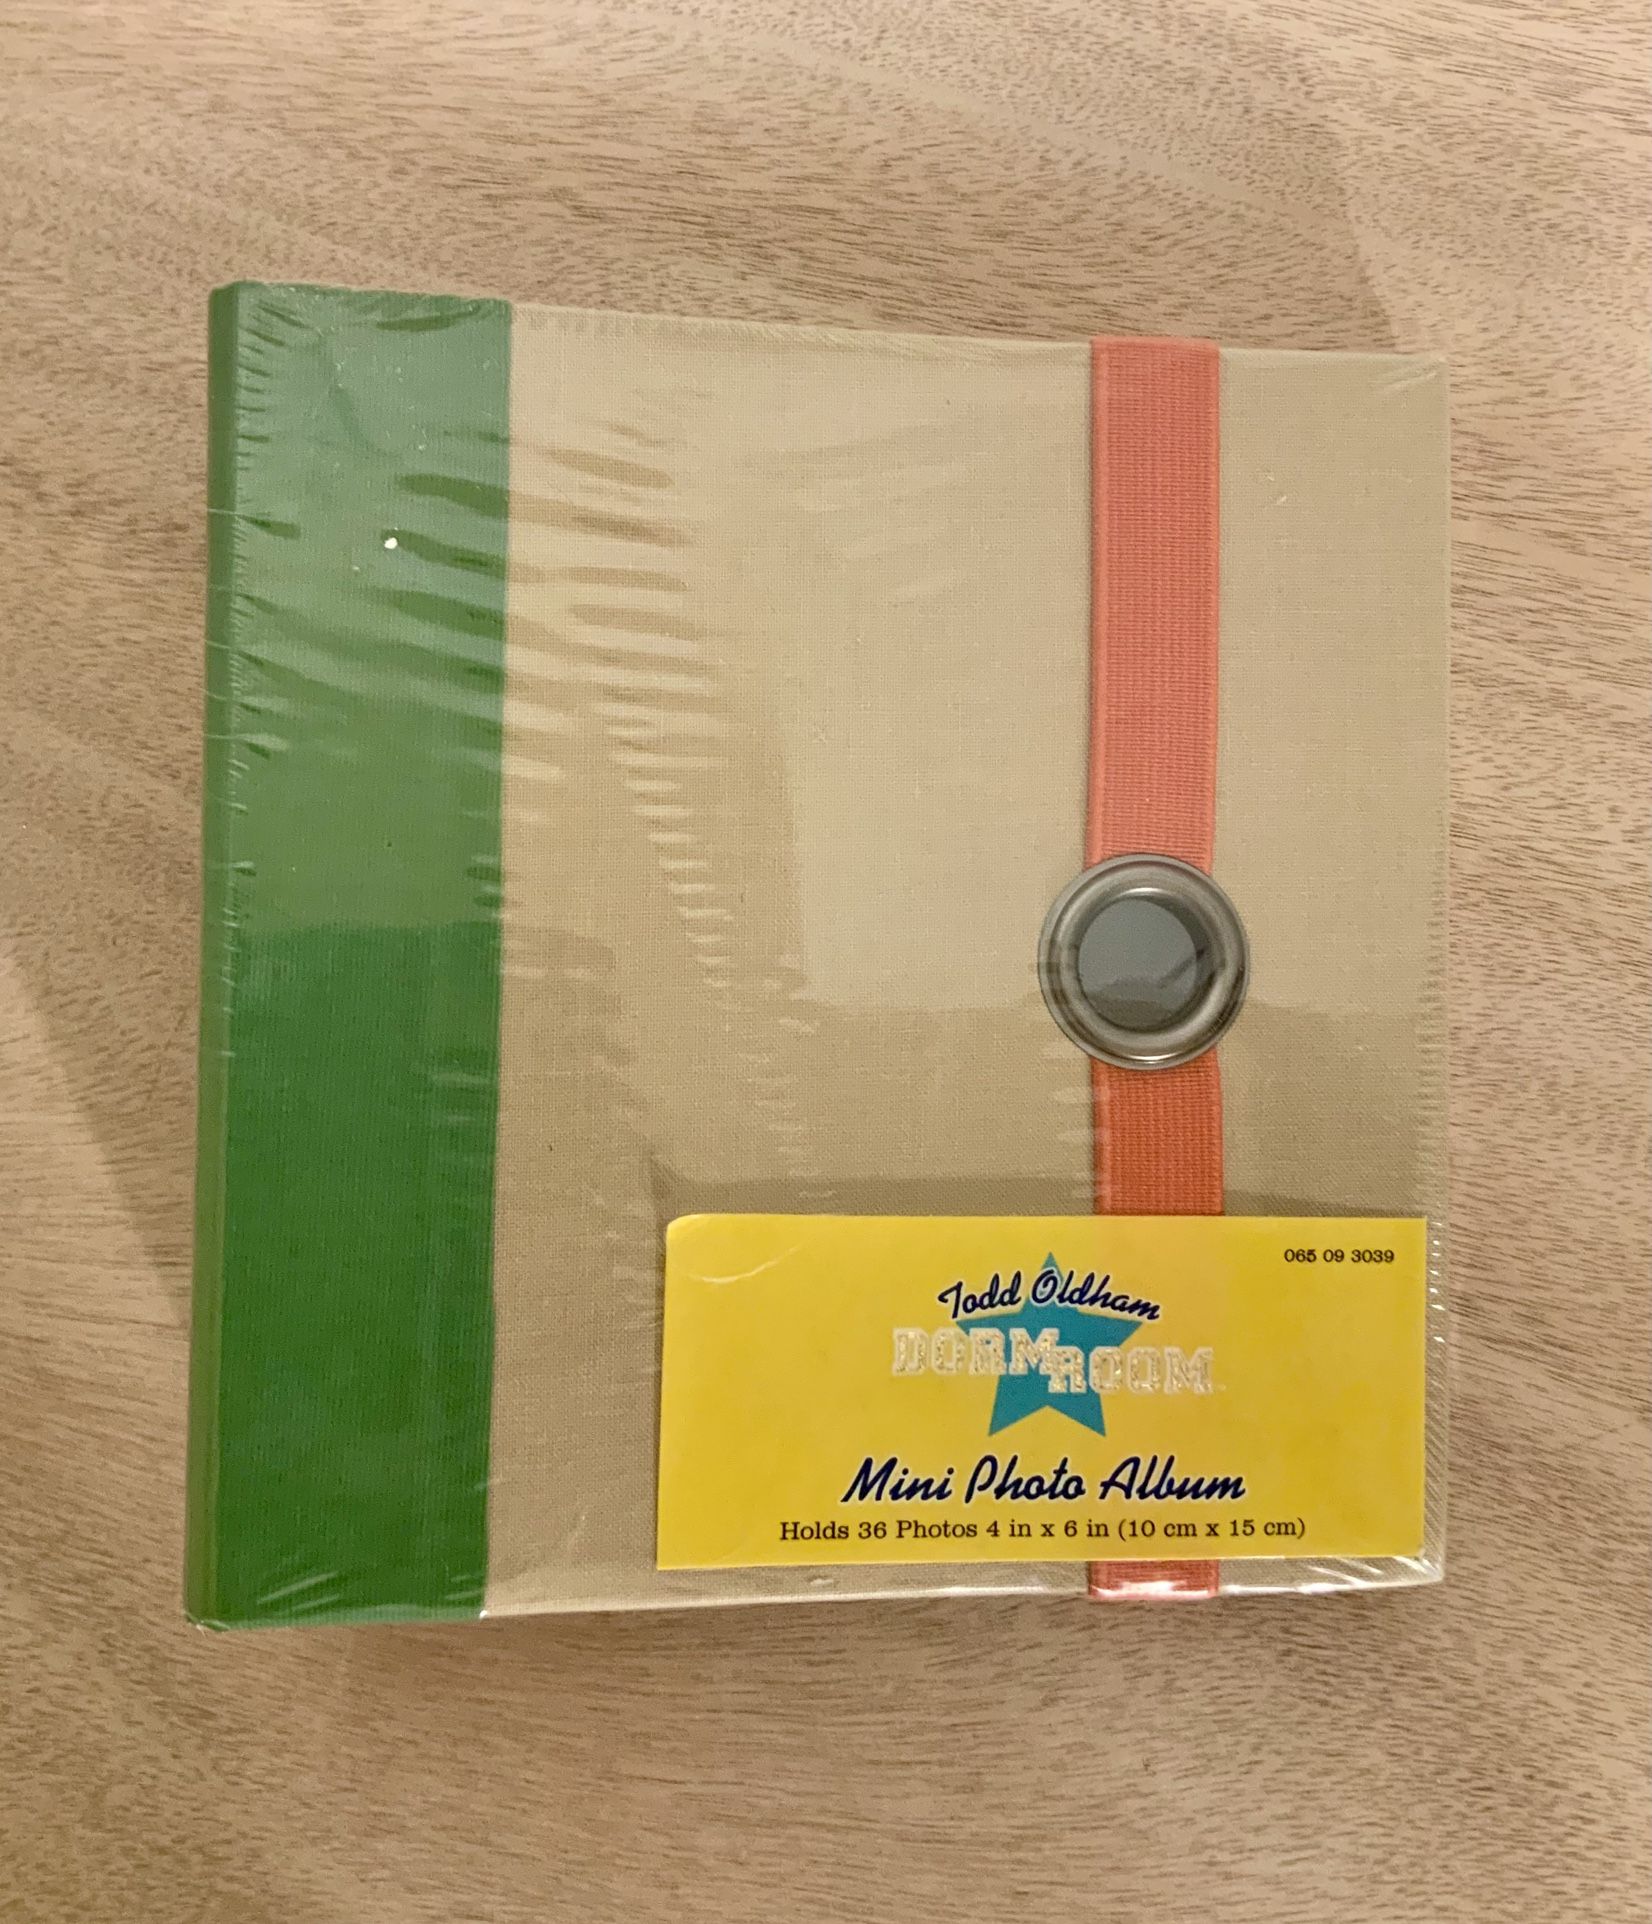 065 09 3039
Todd Oldham
DORM ROOM
Mini Photo Album
Holds 36 Photos 4 in x 6 in (10 cm x 15 cm)